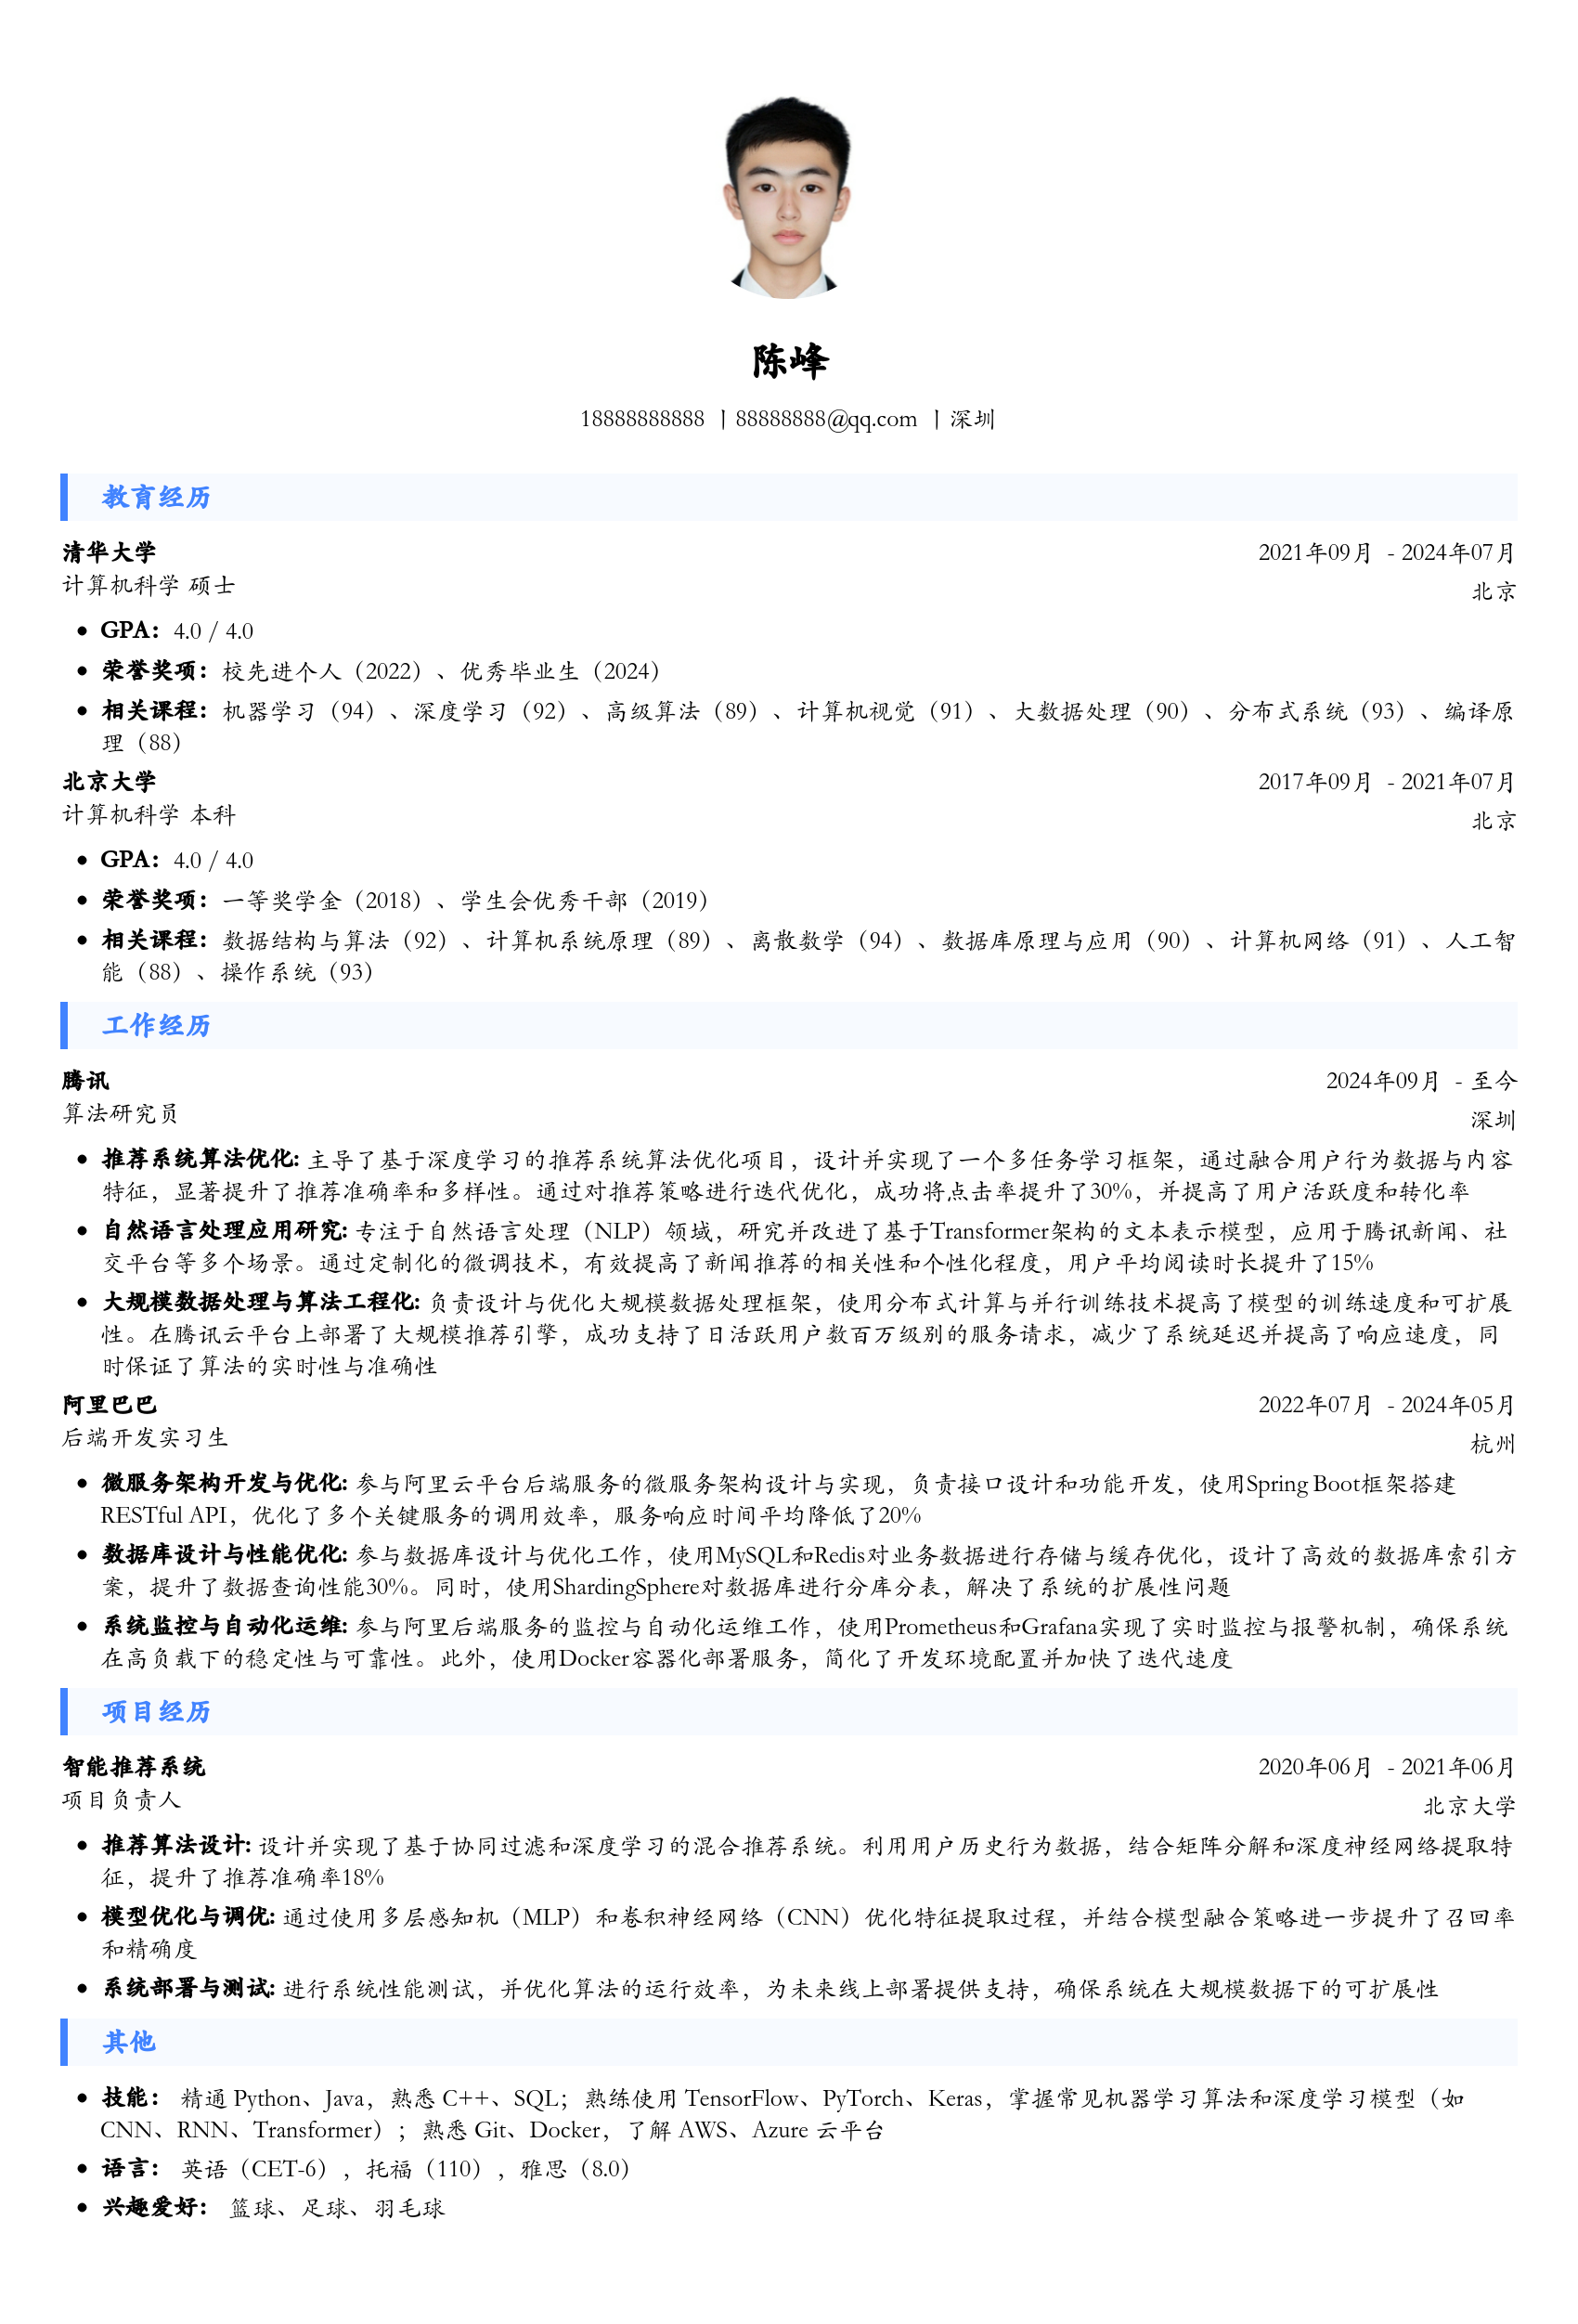 陈峰
18888888888 | 88888888@qq.com | 深圳
教育经历
清华大学 2021年09月 - 2024年07月
计算机科学 硕士 北京
• GPA：4.0 / 4.0
• 荣誉奖项：校先进个人（2022）、优秀毕业生（2024）
• 相关课程：机器学习（94）、深度学习（92）、高级算法（89）、计算机视觉（91）、大数据处理（90）、分布式系统（93）、编译原
理（88）
北京大学 2017年09月 - 2021年07月
计算机科学 本科 北京
• GPA：4.0 / 4.0
• 荣誉奖项：一等奖学金（2018）、学生会优秀干部（2019）
• 相关课程：数据结构与算法（92）、计算机系统原理（89）、离散数学（94）、数据库原理与应用（90）、计算机网络（91）、人工智
能（88）、操作系统（93）
工作经历
腾讯 2024年09月 - 至今
算法研究员 深圳
• 推荐系统算法优化: 主导了基于深度学习的推荐系统算法优化项目，设计并实现了一个多任务学习框架，通过融合用户行为数据与内容
特征，显著提升了推荐准确率和多样性。通过对推荐策略进行迭代优化，成功将点击率提升了30%，并提高了用户活跃度和转化率
• 自然语言处理应用研究: 专注于自然语言处理（NLP）领域，研究并改进了基于Transformer架构的文本表示模型，应用于腾讯新闻、社
交平台等多个场景。通过定制化的微调技术，有效提高了新闻推荐的相关性和个性化程度，用户平均阅读时长提升了15%
• 大规模数据处理与算法工程化: 负责设计与优化大规模数据处理框架，使用分布式计算与并行训练技术提高了模型的训练速度和可扩展
性。在腾讯云平台上部署了大规模推荐引擎，成功支持了日活跃用户数百万级别的服务请求，减少了系统延迟并提高了响应速度，同
时保证了算法的实时性与准确性
阿里巴巴 2022年07月 - 2024年05月
后端开发实习生 杭州
• 微服务架构开发与优化: 参与阿里云平台后端服务的微服务架构设计与实现，负责接口设计和功能开发，使用Spring Boot框架搭建
RESTful API，优化了多个关键服务的调用效率，服务响应时间平均降低了20%
• 数据库设计与性能优化: 参与数据库设计与优化工作，使用MySQL和Redis对业务数据进行存储与缓存优化，设计了高效的数据库索引方
案，提升了数据查询性能30%。同时，使用ShardingSphere对数据库进行分库分表，解决了系统的扩展性问题
• 系统监控与自动化运维: 参与阿里后端服务的监控与自动化运维工作，使用Prometheus和Grafana实现了实时监控与报警机制，确保系统
在高负载下的稳定性与可靠性。此外，使用Docker容器化部署服务，简化了开发环境配置并加快了迭代速度
项目经历
智能推荐系统 2020年06月 - 2021年06月
项目负责人 北京大学
• 推荐算法设计: 设计并实现了基于协同过滤和深度学习的混合推荐系统。利用用户历史行为数据，结合矩阵分解和深度神经网络提取特
征，提升了推荐准确率18%
• 模型优化与调优: 通过使用多层感知机（MLP）和卷积神经网络（CNN）优化特征提取过程，并结合模型融合策略进一步提升了召回率
和精确度
• 系统部署与测试: 进行系统性能测试，并优化算法的运行效率，为未来线上部署提供支持，确保系统在大规模数据下的可扩展性
其他
• 技能： 精通 Python、Java，熟悉 C++、SQL；熟练使用 TensorFlow、PyTorch、Keras，掌握常见机器学习算法和深度学习模型（如
CNN、RNN、Transformer）；熟悉 Git、Docker，了解 AWS、Azure 云平台
• 语言： 英语（CET-6）, 托福（110）, 雅思（8.0）
• 兴趣爱好： 篮球、足球、羽毛球